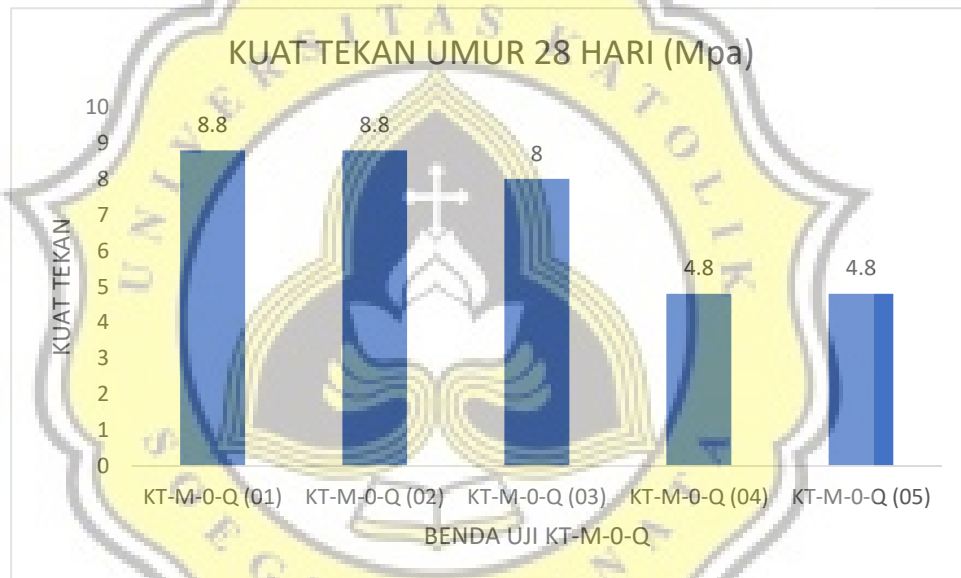 KUAT TEKAN UMUR 28 HARI (Mpa)
10
9
8
7
6
5
4
3
2
1
0
KUAT TEKAN
8.8
8.8
8
4.8
4.8
KT-M-0-Q (01)
KT-M-0-Q (02)
KT-M-0-Q (03)
KT-M-0-Q (04)
KT-M-0-Q (05)
BENDA UJI KT-M-0-Q
UNIVERSITAS KATOLIK